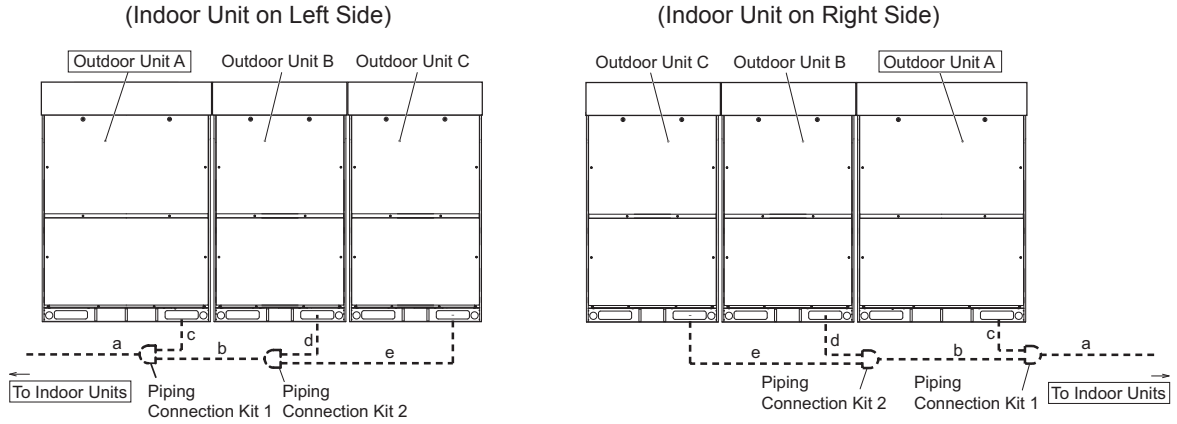 (Indoor Unit on Left Side)
Outdoor Unit A
Outdoor Unit B
Outdoor Unit C
a
c
b
d
e
To Indoor Units
Piping
Connection Kit 1
Piping
Connection Kit 2
(Indoor Unit on Right Side)
Outdoor Unit C
Outdoor Unit B
Outdoor Unit A
e
d
b
c
a
Piping
Connection Kit 2
Piping
Connection Kit 1
To Indoor Units